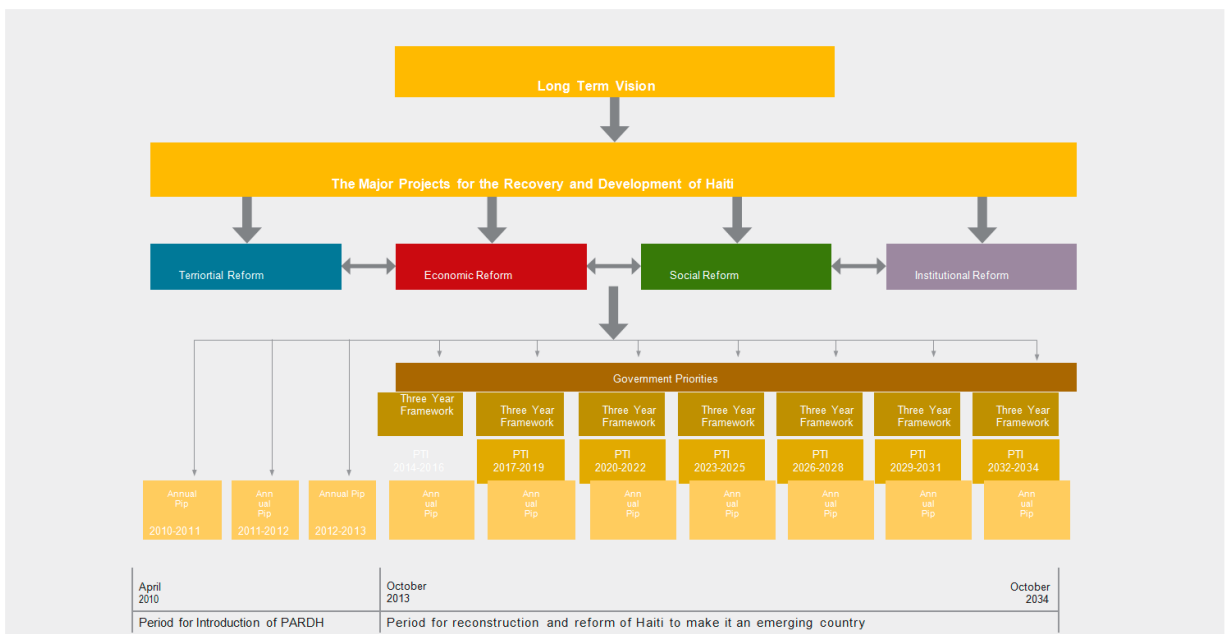 Long Term Vision
The Major Projects for the Recovery and Development of Haiti
Terriortial Reform
Economic Reform
Social Reform
Institutional Reform
Government Priorities
Three Year
Framework
Three Year
Framework
Three Year
Framework
Three Year
Framework
Three Year
Framework
Three Year
Framework
Three Year
Framework
PTI
2014-2016
PTI
2017-2019
PTI
2020-2022
PTI
2023-2025
PTI
2026-2028
PTI
2029-2031
PTI
2032-2034
Annual
Pip
2010-2011
Ann
ual
Pip
2011-2012
Annual Pip
2012-2013
Ann
ual
Pip
Ann
ual
Pip
Ann
ual
Pip
Ann
ual
Pip
Ann
ual
Pip
Ann
ual
Pip
Ann
ual
Pip
April
2010
October
2013
October
2034
Period for Introduction of PARDH
Period for reconstruction and reform of Haiti to make it an emerging country